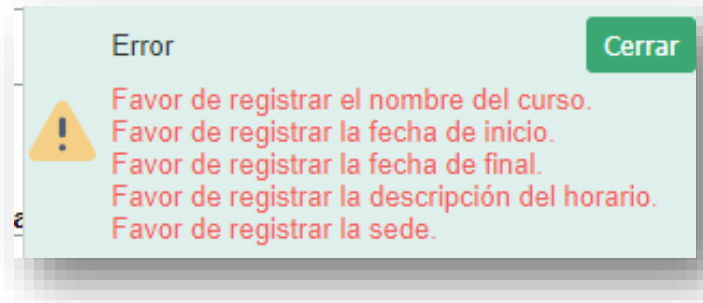 Error
Cerrar
Favor de registrar el nombre del curso.
Favor de registrar la fecha de inicio.
Favor de registrar la fecha de final.
Favor de registrar la descripción del horario.
Favor de registrar la sede.